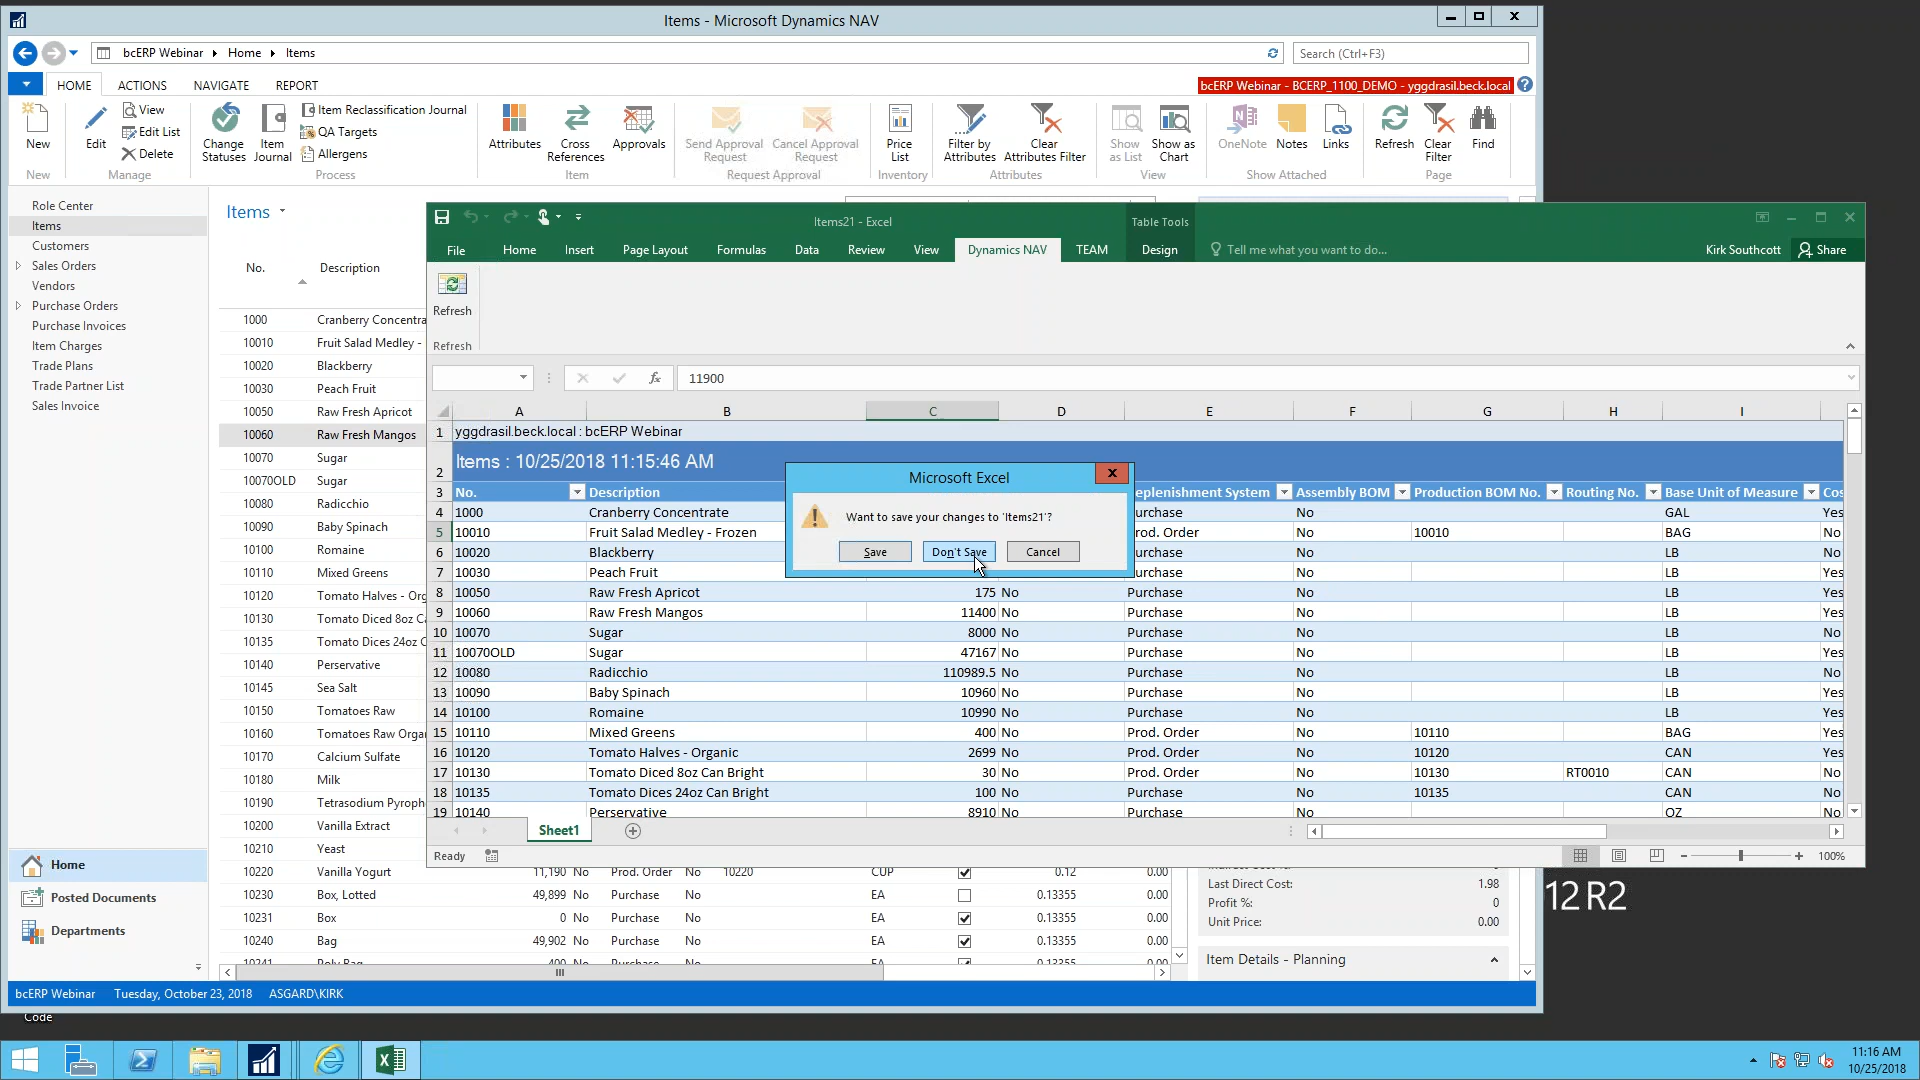 Items - Microsoft Dynamics NAV
bcERP Webinar ▸ Home ▸ Items
Search (Ctrl+F3)
HOME ACTIONS NAVIGATE REPORT
bcERP Webinar - BCERP_1100_DEMO - yggdrasil.beck.local
New
Edit
View
Edit List
Delete
Change Statuses
Item Journal
Item Reclassification Journal
QA Targets
Allergens
Attributes
Cross References
Approvals
Send Approval Request
Cancel Approval Request
Price List
Filter by Attributes
Clear Attributes Filter
Show as List
Show as Chart
OneNote
Notes
Links
Refresh
Clear Filter
Find
New Manage Process Item Request Approval Inventory Attributes View Show Attached Page
Role Center
Items
Customers
Sales Orders
Vendors
Purchase Orders
Purchase Invoices
Item Charges
Trade Plans
Trade Partner List
Sales Invoice
Home
Posted Documents
Departments
Items
No. Description
1000 Cranberry Concentra
10010 Fruit Salad Medley -
10020 Blackberry
10030 Peach Fruit
10050 Raw Fresh Apricot
10060 Raw Fresh Mangos
10070 Sugar
10070OLD Sugar
10080 Radicchio
10090 Baby Spinach
10100 Romaine
10110 Mixed Greens
10120 Tomato Halves - Org
10130 Tomato Diced 8oz Ca
10135 Tomato Dices 24oz C
10140 Perservative
10145 Sea Salt
10150 Tomatoes Raw
10160 Tomatoes Raw Orga
10170 Calcium Sulfate
10180 Milk
10190 Tetrasodium Pyroph
10200 Vanilla Extract
10210 Yeast
10220 Vanilla Yogurt 11,190 No Prod. Order No 10220 CUP 0.12 0.00
10230 Box, Lotted 49,899 No Purchase No EA 0.13355 0.00
10231 Box 0 No Purchase No EA 0.13355 0.00
10240 Bag 49,902 No Purchase No EA 0.13355 0.00
10241 Poly Bag 400 No Purchase No EA 0.13355 0.00
Items21 - Excel
Table Tools
File Home Insert Page Layout Formulas Data Review View Dynamics NAV TEAM Design Tell me what you want to do...
Kirk Southcott Share
Refresh
Refresh
fx 11900
A B C D E F G H I
1 yggdrasil.beck.local : bcERP Webinar
2 Items : 10/25/2018 11:15:46 AM
3 No. Description eplenishment System Assembly BOM Production BOM No. Routing No. Base Unit of Measure Cos
4 1000 Cranberry Concentrate urchase No GAL Yes
5 10010 Fruit Salad Medley - Frozen rod. Order No 10010 BAG No
6 10020 Blackberry urchase No LB No
7 10030 Peach Fruit urchase No LB Yes
8 10050 Raw Fresh Apricot 175 No Purchase No LB Yes
9 10060 Raw Fresh Mangos 11400 No Purchase No LB Yes
10 10070 Sugar 8000 No Purchase No LB No
11 10070OLD Sugar 47167 No Purchase No LB Yes
12 10080 Radicchio 110989.5 No Purchase No LB No
13 10090 Baby Spinach 10960 No Purchase No LB Yes
14 10100 Romaine 10990 No Purchase No LB Yes
15 10110 Mixed Greens 400 No Prod. Order No 10110 BAG Yes
16 10120 Tomato Halves - Organic 2699 No Prod. Order No 10120 CAN Yes
17 10130 Tomato Diced 8oz Can Bright 30 No Prod. Order No 10130 RT0010 CAN No
18 10135 Tomato Dices 24oz Can Bright 100 No Prod. Order No 10135 CAN No
19 10140 Perservative 8910 No Purchase No OZ No
Microsoft Excel
Want to save your changes to 'Items21'?
Save Don't Save Cancel
Sheet1
Ready
100%
Last Direct Cost: 1.98
Profit %: 0
Unit Price: 0.00
Item Details - Planning
12 R2
bcERP Webinar Tuesday, October 23, 2018 ASGARD\KIRK
Code
11:16 AM
10/25/2018